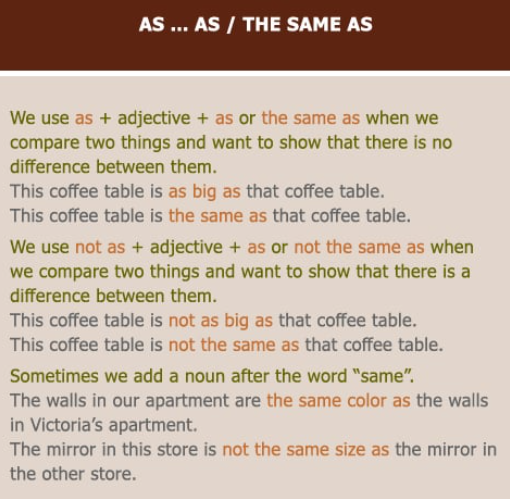 AS ... AS / THE SAME AS
We use as + adjective + as or the same as when we
compare two things and want to show that there is no
difference between them.
This coffee table is as big as that coffee table.
This coffee table is the same as that coffee table.
We use not as + adjective + as or not the same as when
we compare two things and want to show that there is a
difference between them.
This coffee table is not as big as that coffee table.
This coffee table is not the same as that coffee table.
Sometimes we add a noun after the word “same”.
The walls in our apartment are the same color as the walls
in Victoria’s apartment.
The mirror in this store is not the same size as the mirror in
the other store.